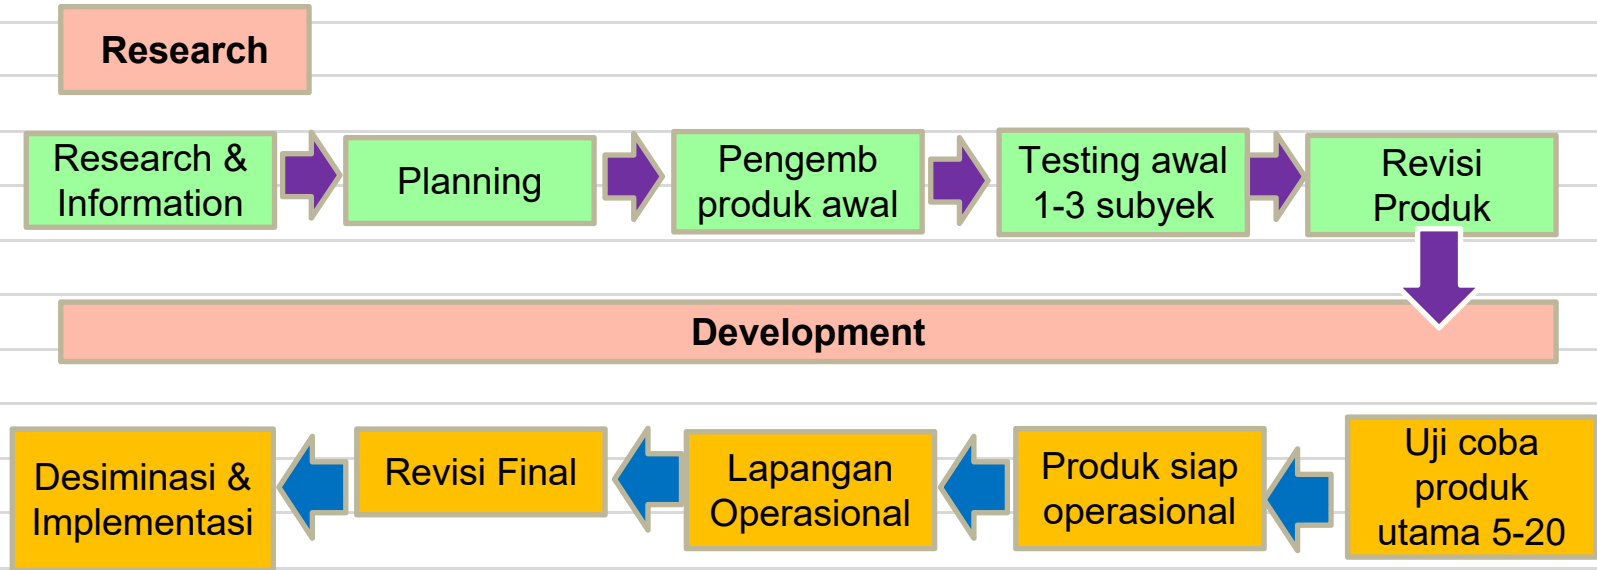 Research
Research &
Information
Planning
Pengemb
produk awal
Testing awal
1-3 subyek
Revisi
Produk
Development
Uji coba
produk
utama 5-20
Produk siap
operasional
Lapangan
Operasional
Revisi Final
Desiminasi &
Implementasi